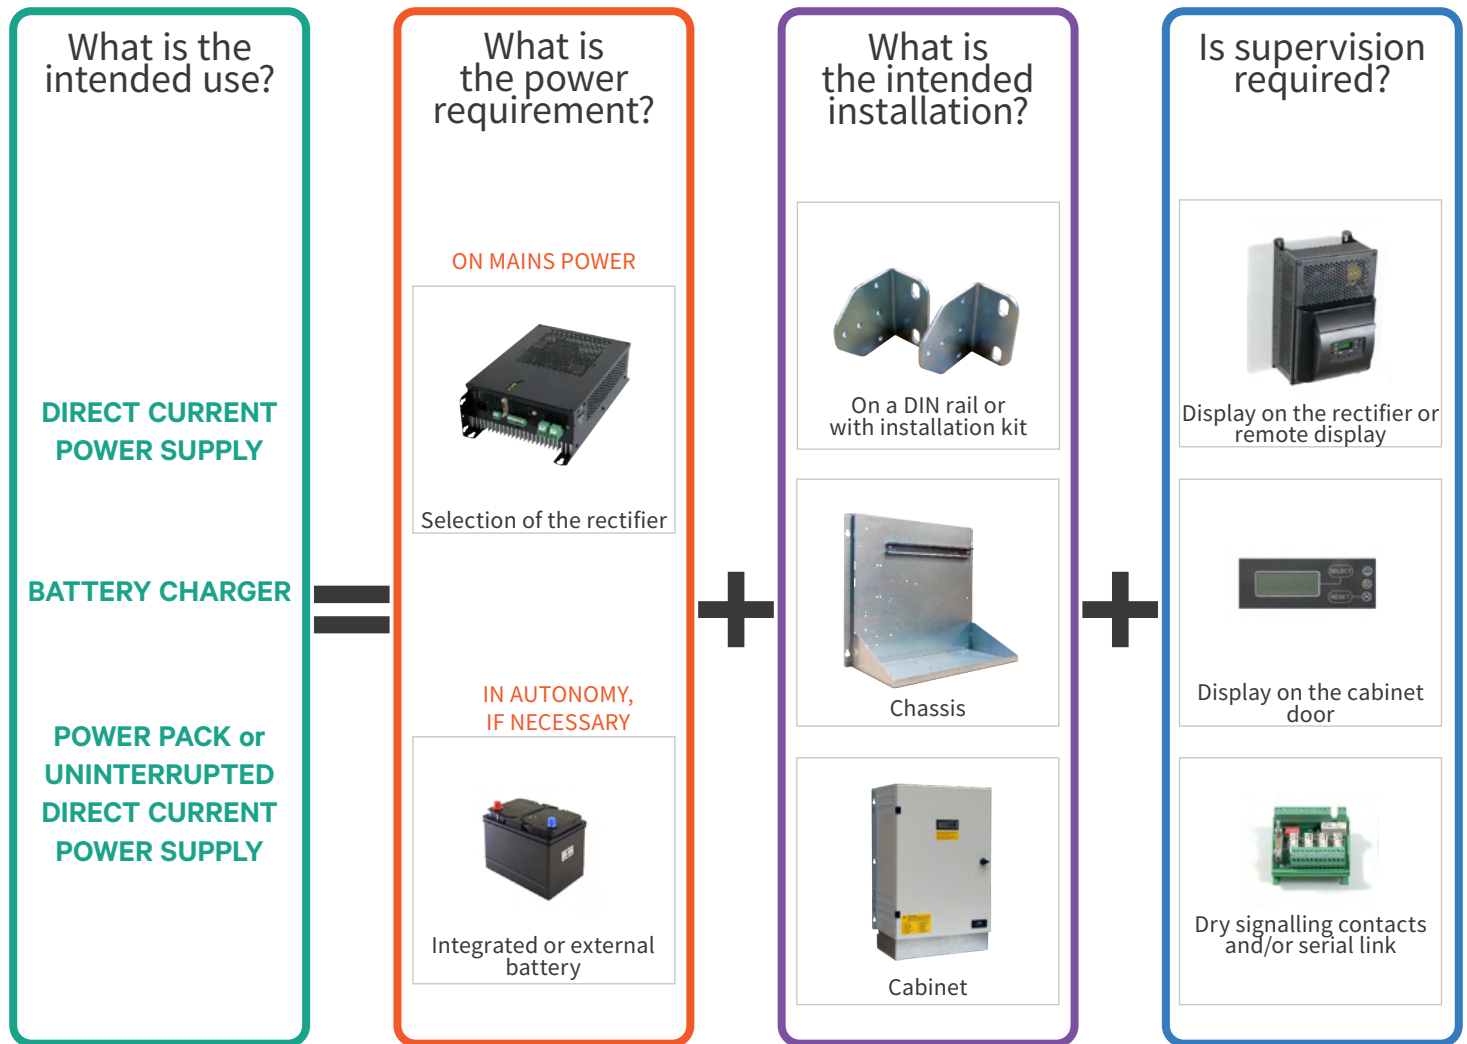 What is the
intended use?
DIRECT CURRENT
POWER SUPPLY
BATTERY CHARGER
POWER PACK or
UNINTERRUPTED
DIRECT CURRENT
POWER SUPPLY
=
What is
the power
requirement?
ON MAINS POWER
Selection of the rectifier
IN AUTONOMY,
IF NECESSARY
Integrated or external
battery
+
What is
the intended
installation?
On a DIN rail or
with installation kit
Chassis
Cabinet
+
Is supervision
required?
Display on the rectifier or
remote display
SELECT
RESET
Display on the cabinet
door
Dry signalling contacts
and/or serial link